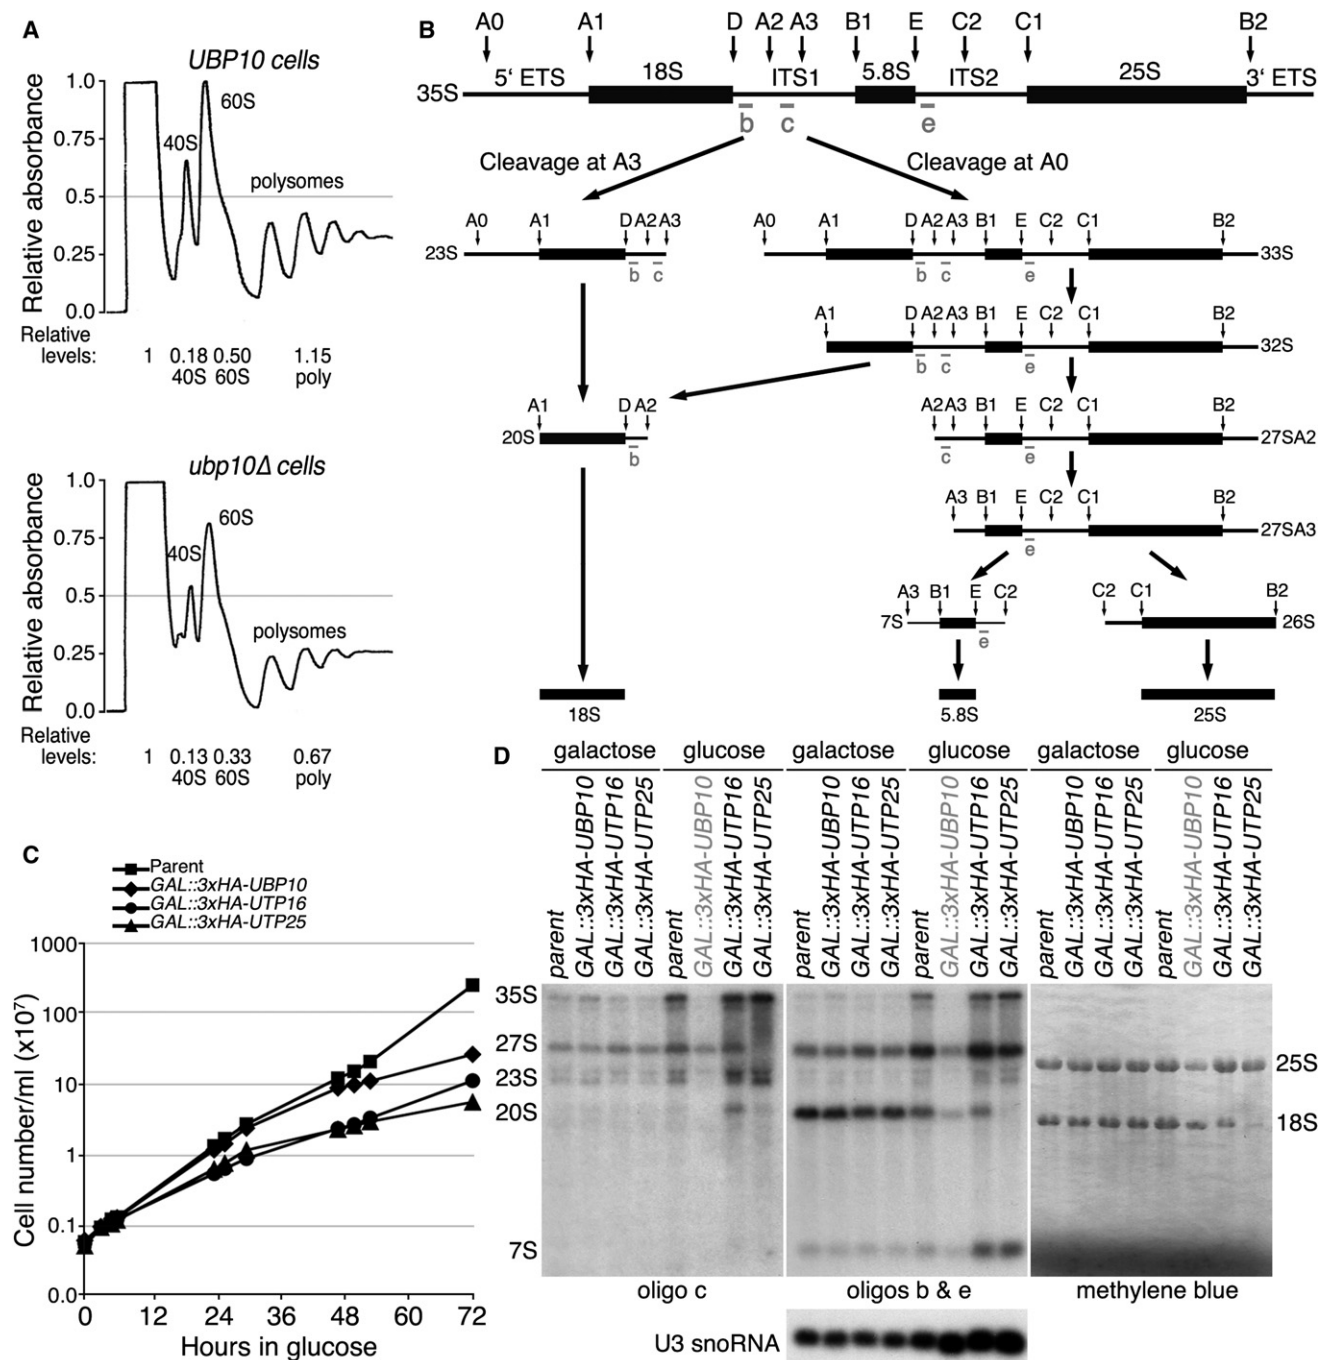 A
UBP10 cells
60S
40S
polysomes
Relative absorbance
1.0
0.75
0.5
0.25
0.0
Relative
levels:
1 0.18 0.50 1.15
40S 60S poly
ubp10Δ cells
60S
40S
polysomes
Relative absorbance
1.0
0.75
0.5
0.25
0.0
Relative
levels:
1 0.13 0.33 0.67
40S 60S poly
B
A0 A1 D A2 A3 B1 E C2 C1 B2
5‘ ETS 18S ITS1 5.8S ITS2 25S 3‘ ETS
35S
b c e
Cleavage at A3
Cleavage at A0
A0 A1 D A2 A3
23S
b c
A0 A1 D A2 A3 B1 E C2 C1 B2
33S
b c e
A1 D A2 A3 B1 E C2 C1 B2
32S
b c e
A1 D A2
20S
b
A2 A3 B1 E C2 C1 B2
27SA2
c e
A3 B1 E C2 C1 B2
27SA3
e
A3 B1 E C2
7S
e
C2 C1 B2
26S
18S
5.8S
25S
C
Parent
GAL::3xHA-UBP10
GAL::3xHA-UTP16
GAL::3xHA-UTP25
Cell number/ml (x10⁷)
1000
100
10
1
0.1
0.0
0 12 24 36 48 60 72
Hours in glucose
D
galactose glucose galactose glucose galactose glucose
parent
GAL::3xHA-UBP10
GAL::3xHA-UTP16
GAL::3xHA-UTP25
parent
GAL::3xHA-UBP10
GAL::3xHA-UTP16
GAL::3xHA-UTP25
parent
GAL::3xHA-UBP10
GAL::3xHA-UTP16
GAL::3xHA-UTP25
parent
GAL::3xHA-UBP10
GAL::3xHA-UTP16
GAL::3xHA-UTP25
parent
GAL::3xHA-UBP10
GAL::3xHA-UTP16
GAL::3xHA-UTP25
parent
GAL::3xHA-UBP10
GAL::3xHA-UTP16
GAL::3xHA-UTP25
35S
27S
23S
20S
7S
25S
18S
oligo c
oligos b & e
methylene blue
U3 snoRNA